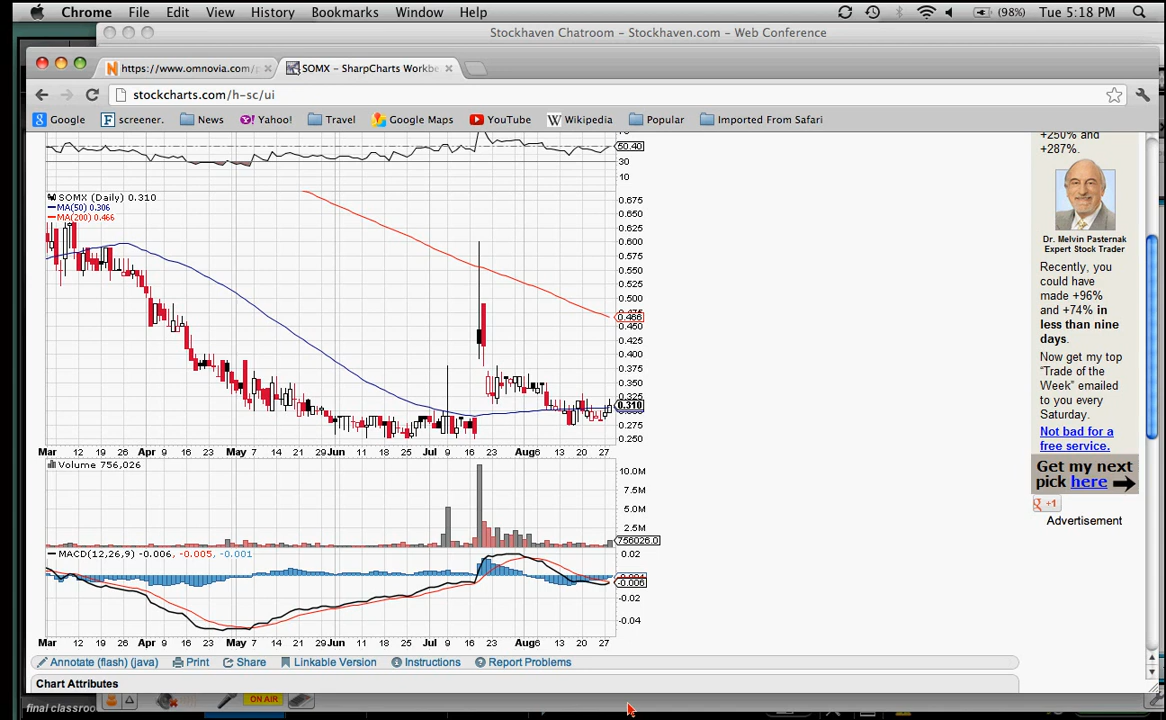 Chrome File Edit View History Bookmarks Window Help (98%) Tue 5:18 PM
Stockhaven Chatroom – Stockhaven.com – Web Conference
https://www.omnovia.com/ SOMX – SharpCharts Workbe
stockcharts.com/h-sc/ui
Google screener. News Yahoo! Travel Google Maps YouTube Wikipedia Popular Imported From Safari
50.40
30
10
SOMX (Daily) 0.310
MA(50) 0.306
MA(200) 0.466
0.675
0.650
0.625
0.600
0.575
0.550
0.525
0.500
0.466
0.450
0.425
0.400
0.375
0.350
0.325
0.310
0.275
0.250
Mar 12 19 26 Apr 9 16 23 May 7 14 21 29 Jun 11 18 25 Jul 9 16 23 Aug 6 13 20 27
Volume 756,026
10.0M
7.5M
5.0M
2.5M
756026.0
MACD(12,26,9) -0.006, -0.005, -0.001
0.02
-0.006
-0.02
-0.04
Mar 12 19 26 Apr 9 16 23 May 7 14 21 29 Jun 11 18 25 Jul 9 16 23 Aug 6 13 20 27
Annotate (flash) (java) Print Share Linkable Version Instructions Report Problems
Chart Attributes
+250% and
+287%.
Dr. Melvin Pasternak
Expert Stock Trader
Recently, you
could have
made +96%
and +74% in
less than nine
days.
Now get my top
“Trade of the
Week” emailed
to you every
Saturday.
Not bad for a
free service.
Get my next
pick here
+1
Advertisement
final classroo
ON AIR